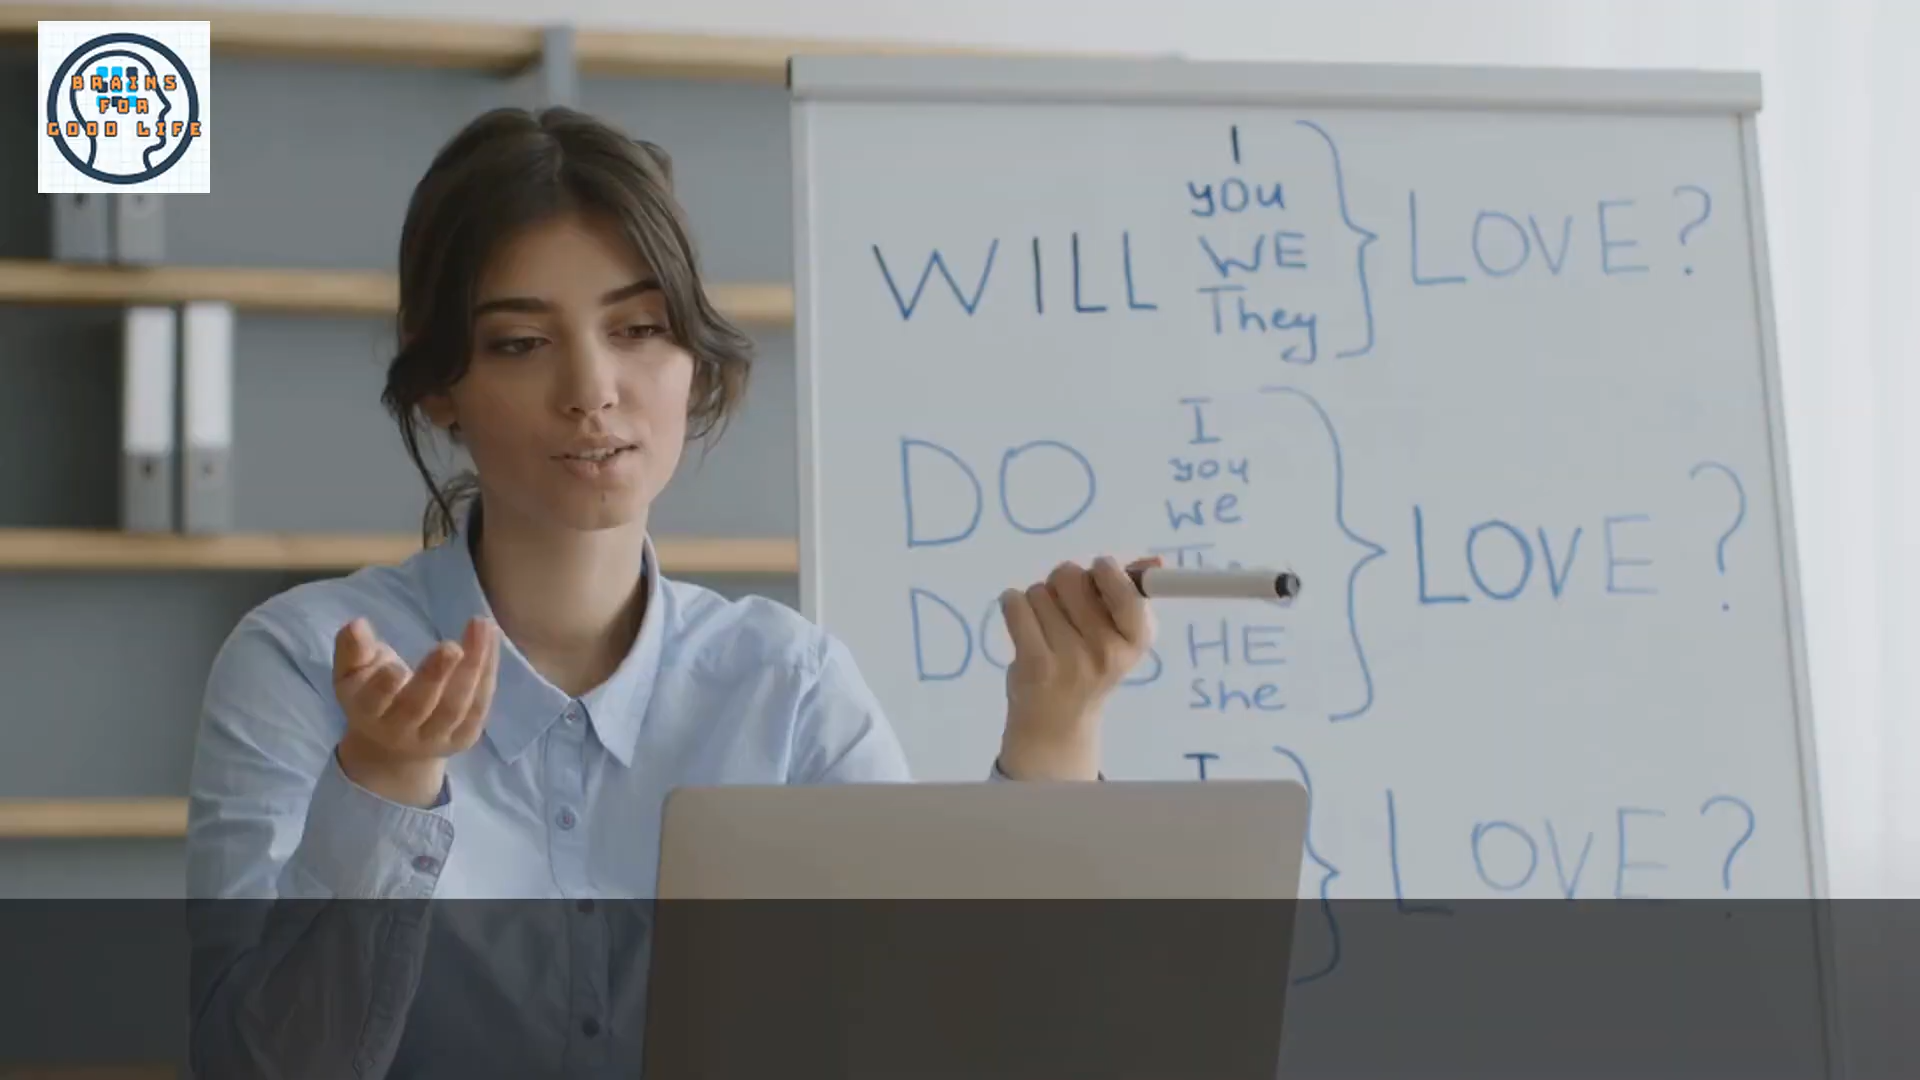 BRAINS
FOR
GOOD LIFE
I
you
WE
They
WILL
LOVE?
I
you
we
DO
LOVE?
HE
she
I
LOVE?